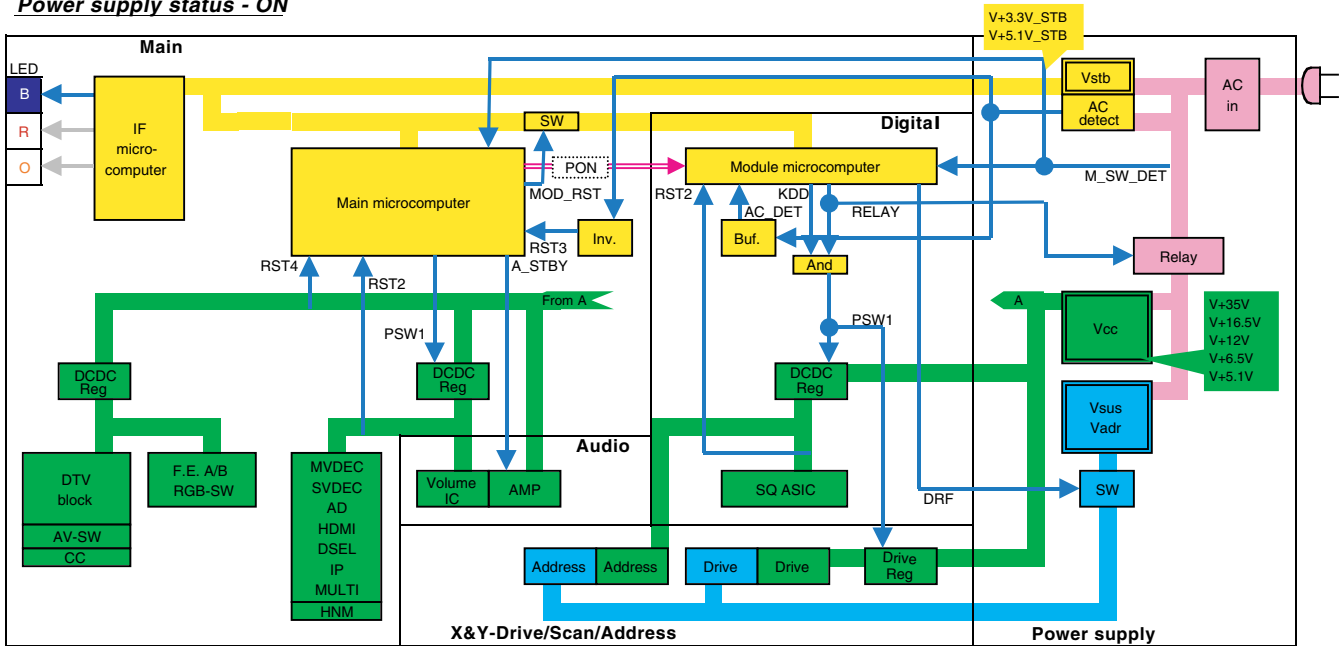 Power supply status - ON
V+3.3V_STB
V+5.1V_STB
Main
LED
B
R
O
IF
micro-
computer
SW
Digital
Vstb
AC
detect
AC
in
Main microcomputer
PON
MOD_RST
Module microcomputer
M_SW_DET
RST2
KDD
AC_DET
RELAY
RST3
Inv.
Buf.
And
Relay
A_STBY
RST4
RST2
From A
A
PSW1
PSW1
Vcc
V+35V
V+16.5V
V+12V
V+6.5V
V+5.1V
DCDC
Reg
DCDC
Reg
DCDC
Reg
Vsus
Vadr
Audio
DTV
block
AV-SW
CC
F.E. A/B
RGB-SW
MVDEC
SVDEC
AD
HDMI
DSEL
IP
MULTI
HNM
Volume
IC
AMP
SQ ASIC
DRF
SW
Address
Address
Drive
Drive
Drive
Reg
X&Y-Drive/Scan/Address
Power supply